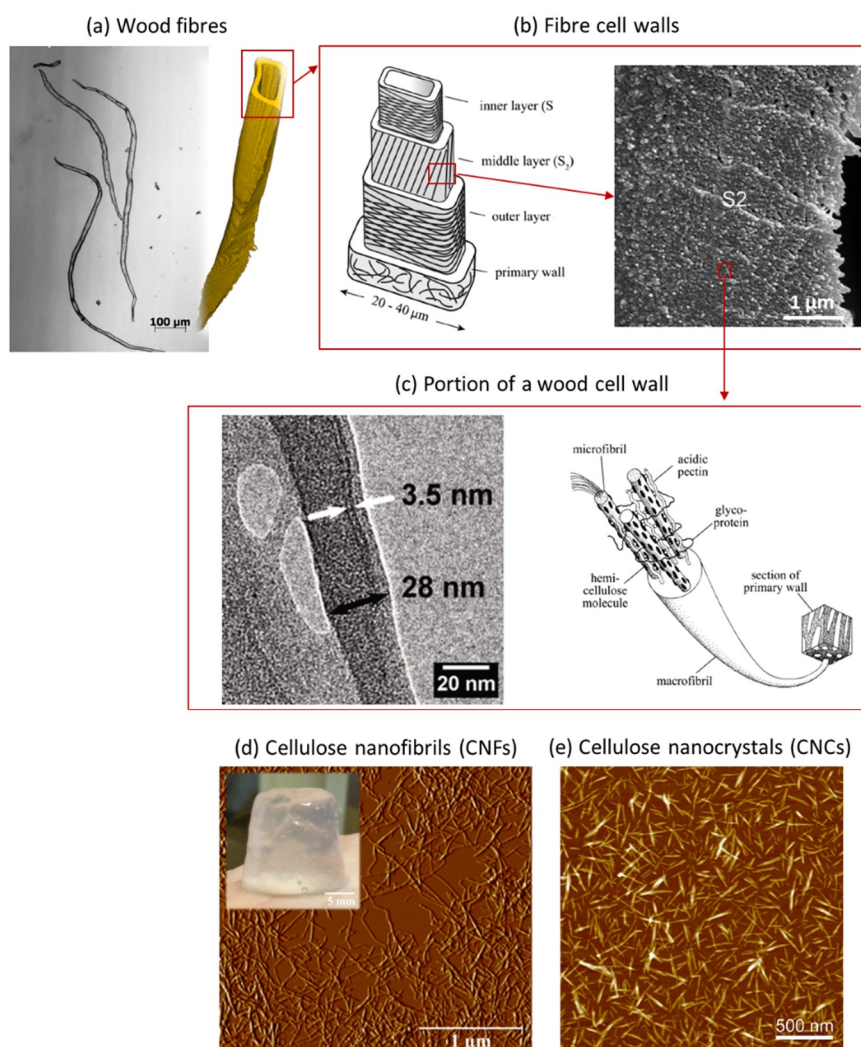 (a) Wood fibres
100 µm
(b) Fibre cell walls
inner layer (S
middle layer (S₂)
outer layer
primary wall
20 - 40 µm
S2
1 µm
(c) Portion of a wood cell wall
3.5 nm
28 nm
20 nm
microfibril
acidic
pectin
glyco-
protein
hemi-
cellulose
molecule
section of
primary wall
macrofibril
(d) Cellulose nanofibrils (CNFs)
5 mm
1 µm
(e) Cellulose nanocrystals (CNCs)
500 nm